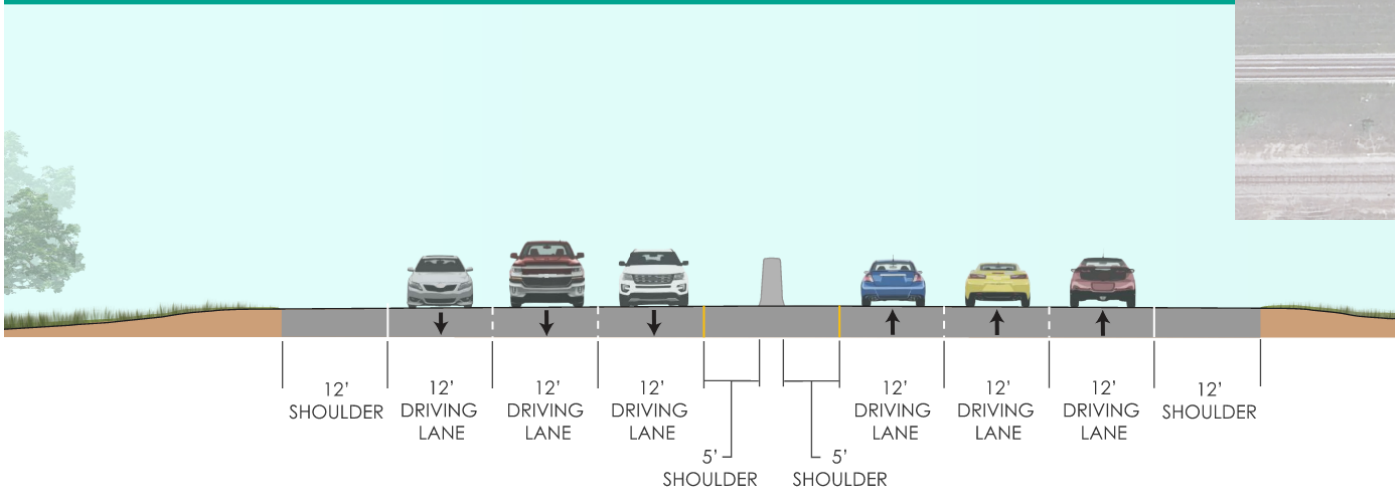 12’
SHOULDER
12’
DRIVING
LANE
12’
DRIVING
LANE
12’
DRIVING
LANE
5’
SHOULDER
5’
SHOULDER
12’
DRIVING
LANE
12’
DRIVING
LANE
12’
DRIVING
LANE
12’
SHOULDER